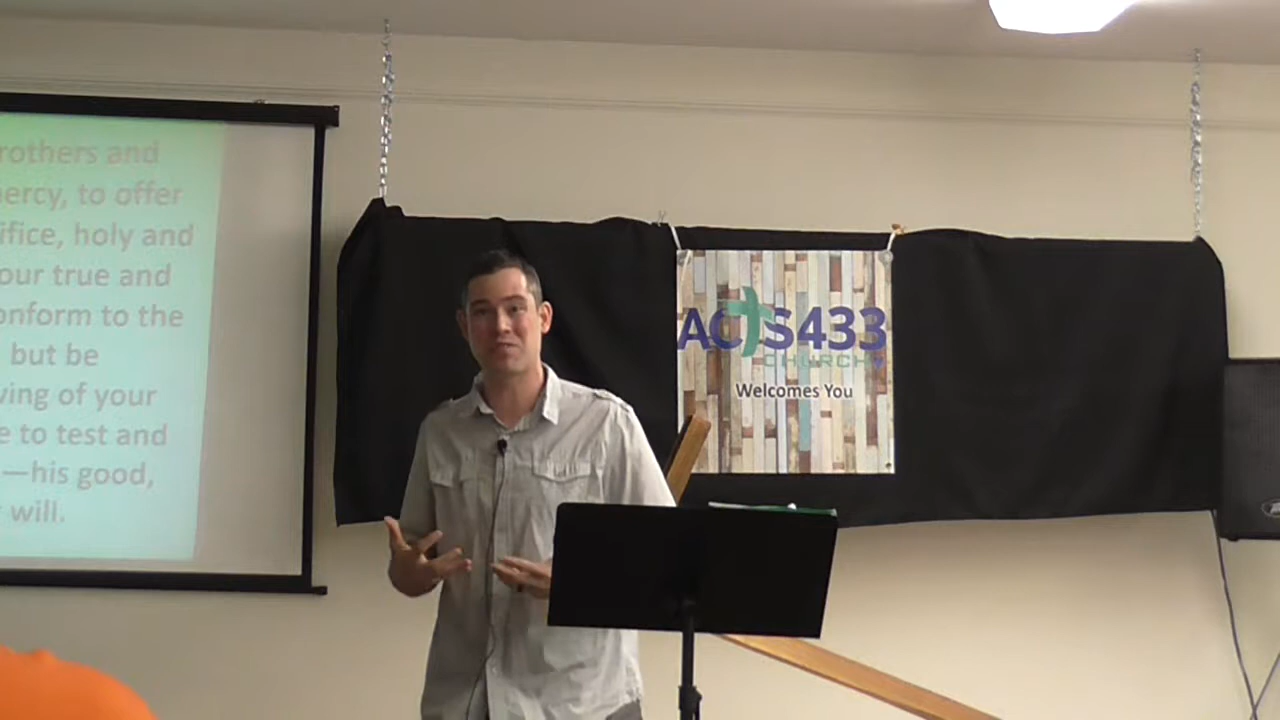 rothers and
ercy, to offer
ifice, holy and
our true and
onform to the
but be
ving of your
e to test and
—his good,
will.
ACTS433
CHURCH
Welcomes You